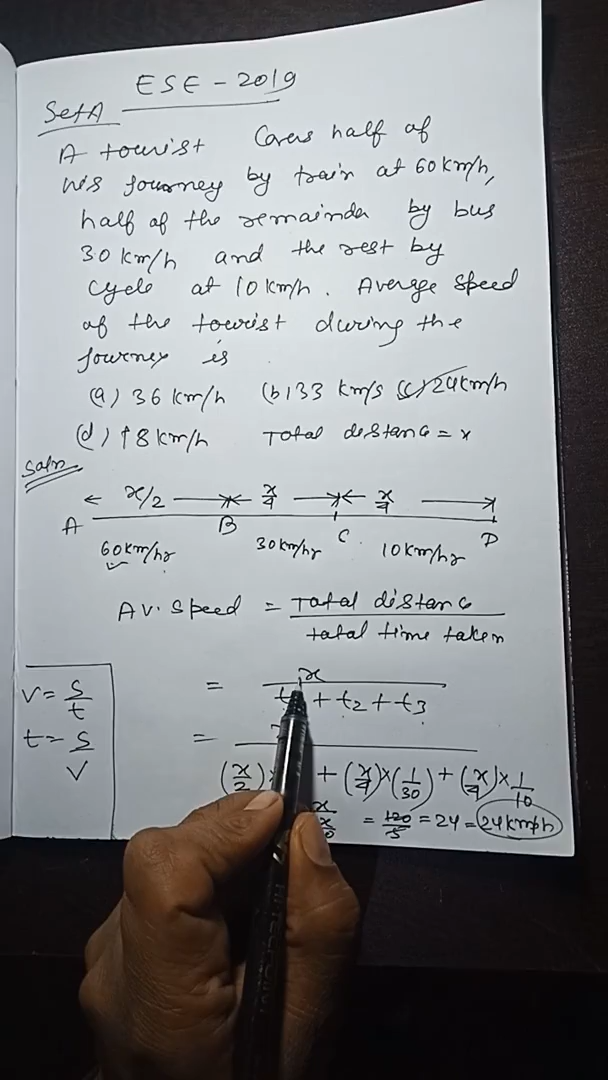 ESE - 2019
Set A
A tourist Covers half of
his journey by train at 60 km/h,
half of the remainder by bus
30 km/h and the rest by
Cycle at 10 km/h. Average Speed
of the tourist during the
journey is
(a) 36 km/h (b) 33 km/s (c) 24 km/h
(d) 18 km/h Total distance = x
Soln
x/2 x/4 x/4
A B C D
60 km/hr 30 km/hr 10 km/hr
Av. Speed = Total distance / total time taken
= x / + t2 + t3
V = S/t
t = S/V
=
(x/2) × + (x/4) × (1/30) + (x/4) × 1/10
x = 120/5 = 24 = 24 kmph